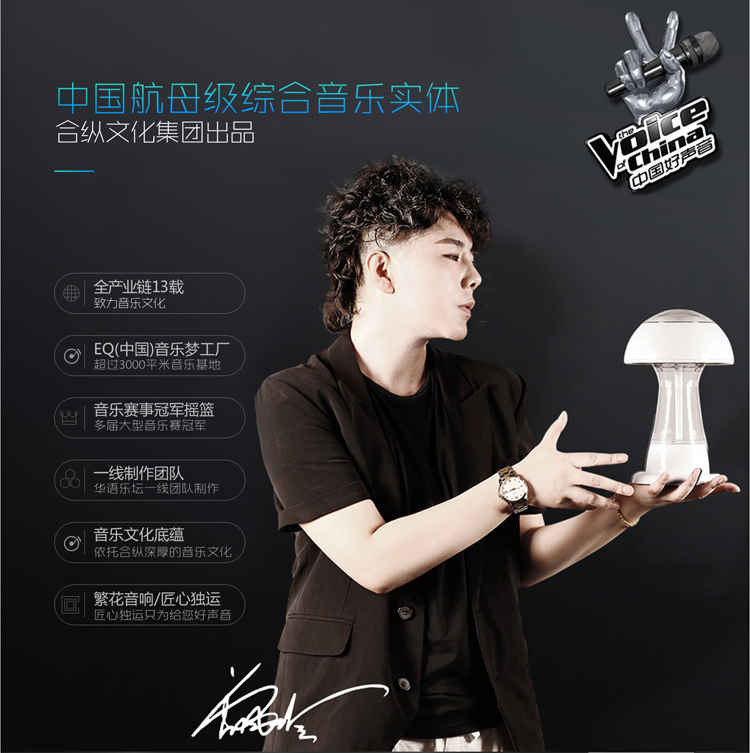 中国航母级综合音乐实体
合纵文化集团出品
the
Voice
of China
中国好声音
全产业链13载
致力音乐文化
EQ(中国)音乐梦工厂
超过3000平米音乐基地
音乐赛事冠军摇篮
多届大型音乐赛冠军
一线制作团队
华语乐坛一线团队制作
音乐文化底蕴
依托合纵深厚的音乐文化
繁花音响/匠心独运
匠心独运只为给您好声音